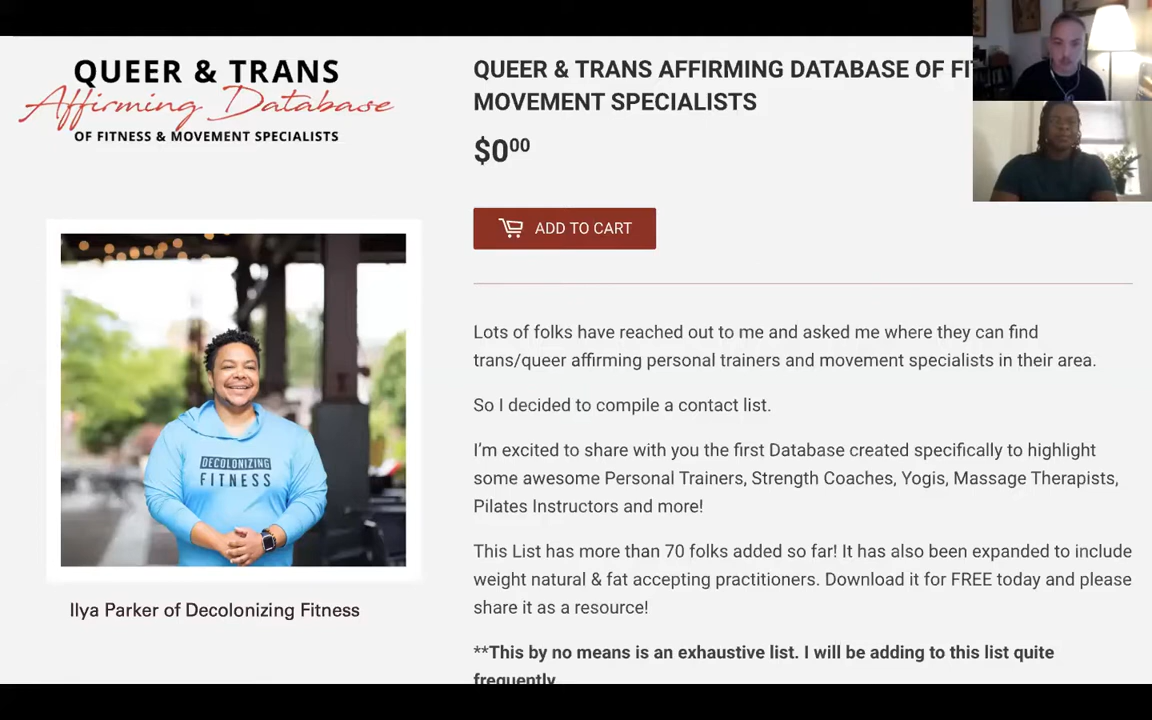 QUEER & TRANS
Affirming Database
OF FITNESS & MOVEMENT SPECIALISTS
DECOLONIZING
FITNESS
Ilya Parker of Decolonizing Fitness
QUEER & TRANS AFFIRMING DATABASE OF
MOVEMENT SPECIALISTS
$0.00
ADD TO CART
Lots of folks have reached out to me and asked me where they can find
trans/queer affirming personal trainers and movement specialists in their area.
So I decided to compile a contact list.
I'm excited to share with you the first Database created specifically to highlight
some awesome Personal Trainers, Strength Coaches, Yogis, Massage Therapists,
Pilates Instructors and more!
This List has more than 70 folks added so far! It has also been expanded to include
weight natural & fat accepting practitioners. Download it for FREE today and please
share it as a resource!
**This by no means is an exhaustive list. I will be adding to this list quite
frequently